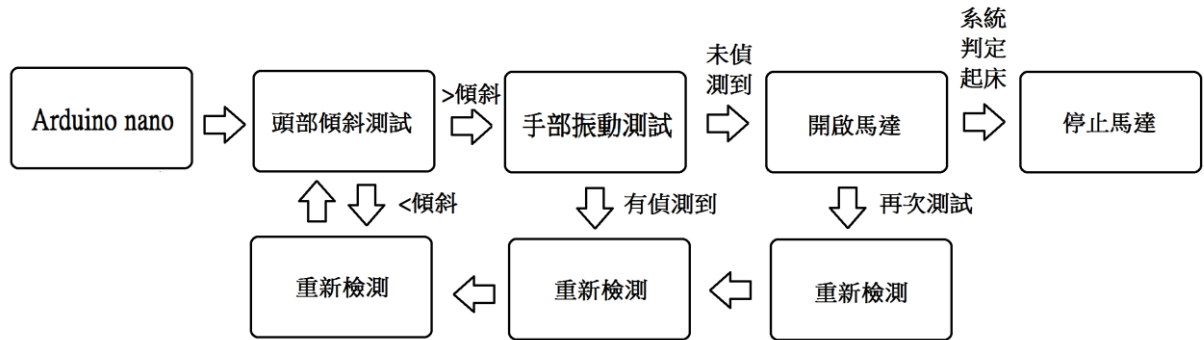 系統
判定
起床
未偵
測到
>傾斜
Arduino nano
頭部傾斜測試
手部振動測試
開啟馬達
停止馬達
<傾斜
有偵測到
再次測試
重新檢測
重新檢測
重新檢測